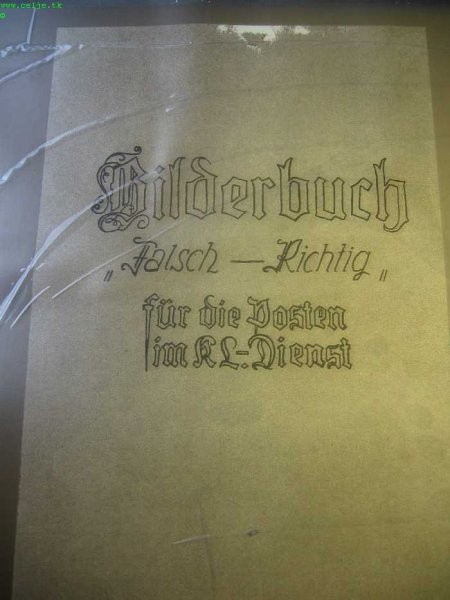 www.celje.tk
©
Bilderbuch
„Falsch — Richtig„
für die Posten
im KL.-Dienst